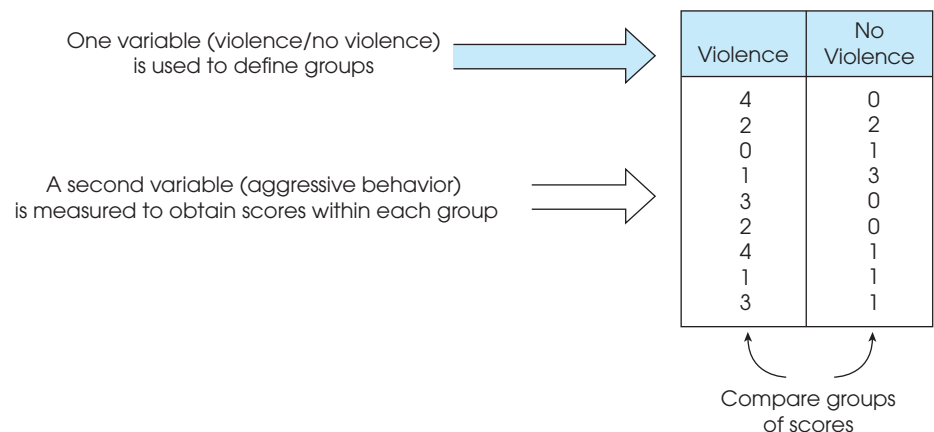 One variable (violence/no violence)
is used to define groups
No
Violence Violence
4 0
2 2
0 1
1 3
3 0
2 0
4 1
1 1
3 1
A second variable (aggressive behavior)
is measured to obtain scores within each group
Compare groups
of scores